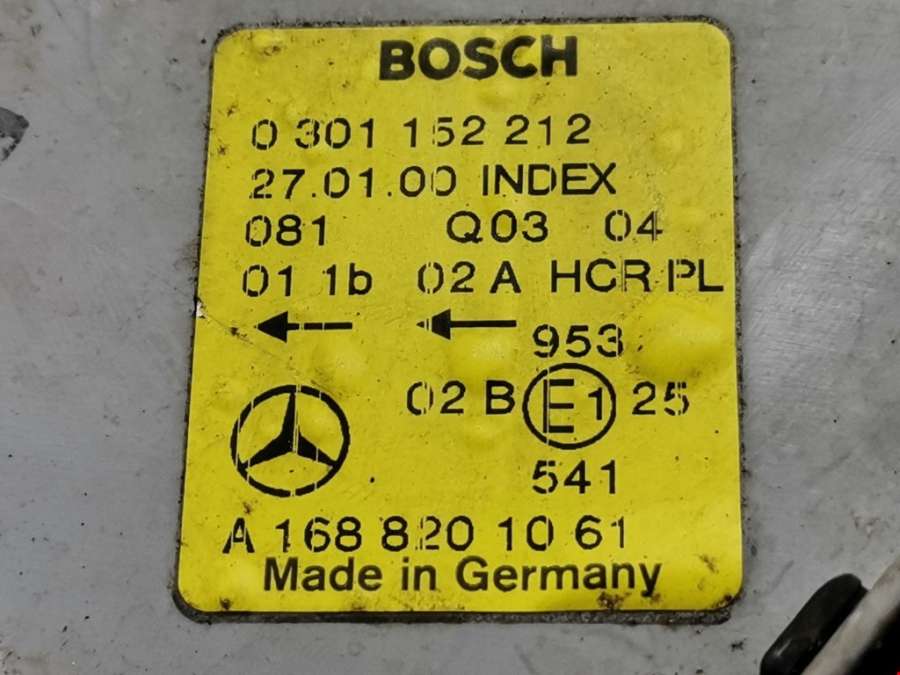 BOSCH
0 301 152 212
27.01.00 INDEX
081 Q03 04
01 1b 02 A HCR PL
953
02 B E1 25
541
A 168 820 10 61
Made in Germany